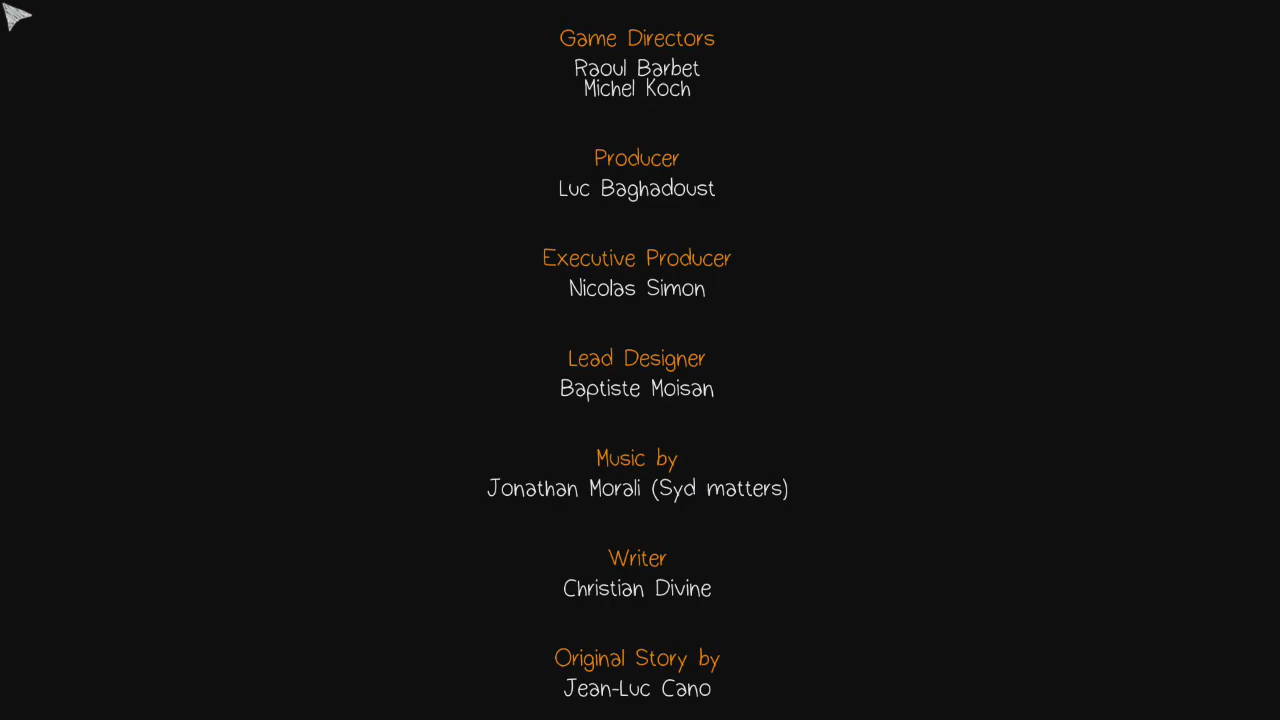 Game Directors
Raoul Barbet
Michel Koch
Producer
Luc Baghadoust
Executive Producer
Nicolas Simon
Lead Designer
Baptiste Moisan
Music by
Jonathan Morali (Syd matters)
Writer
Christian Divine
Original Story by
Jean-Luc Cano